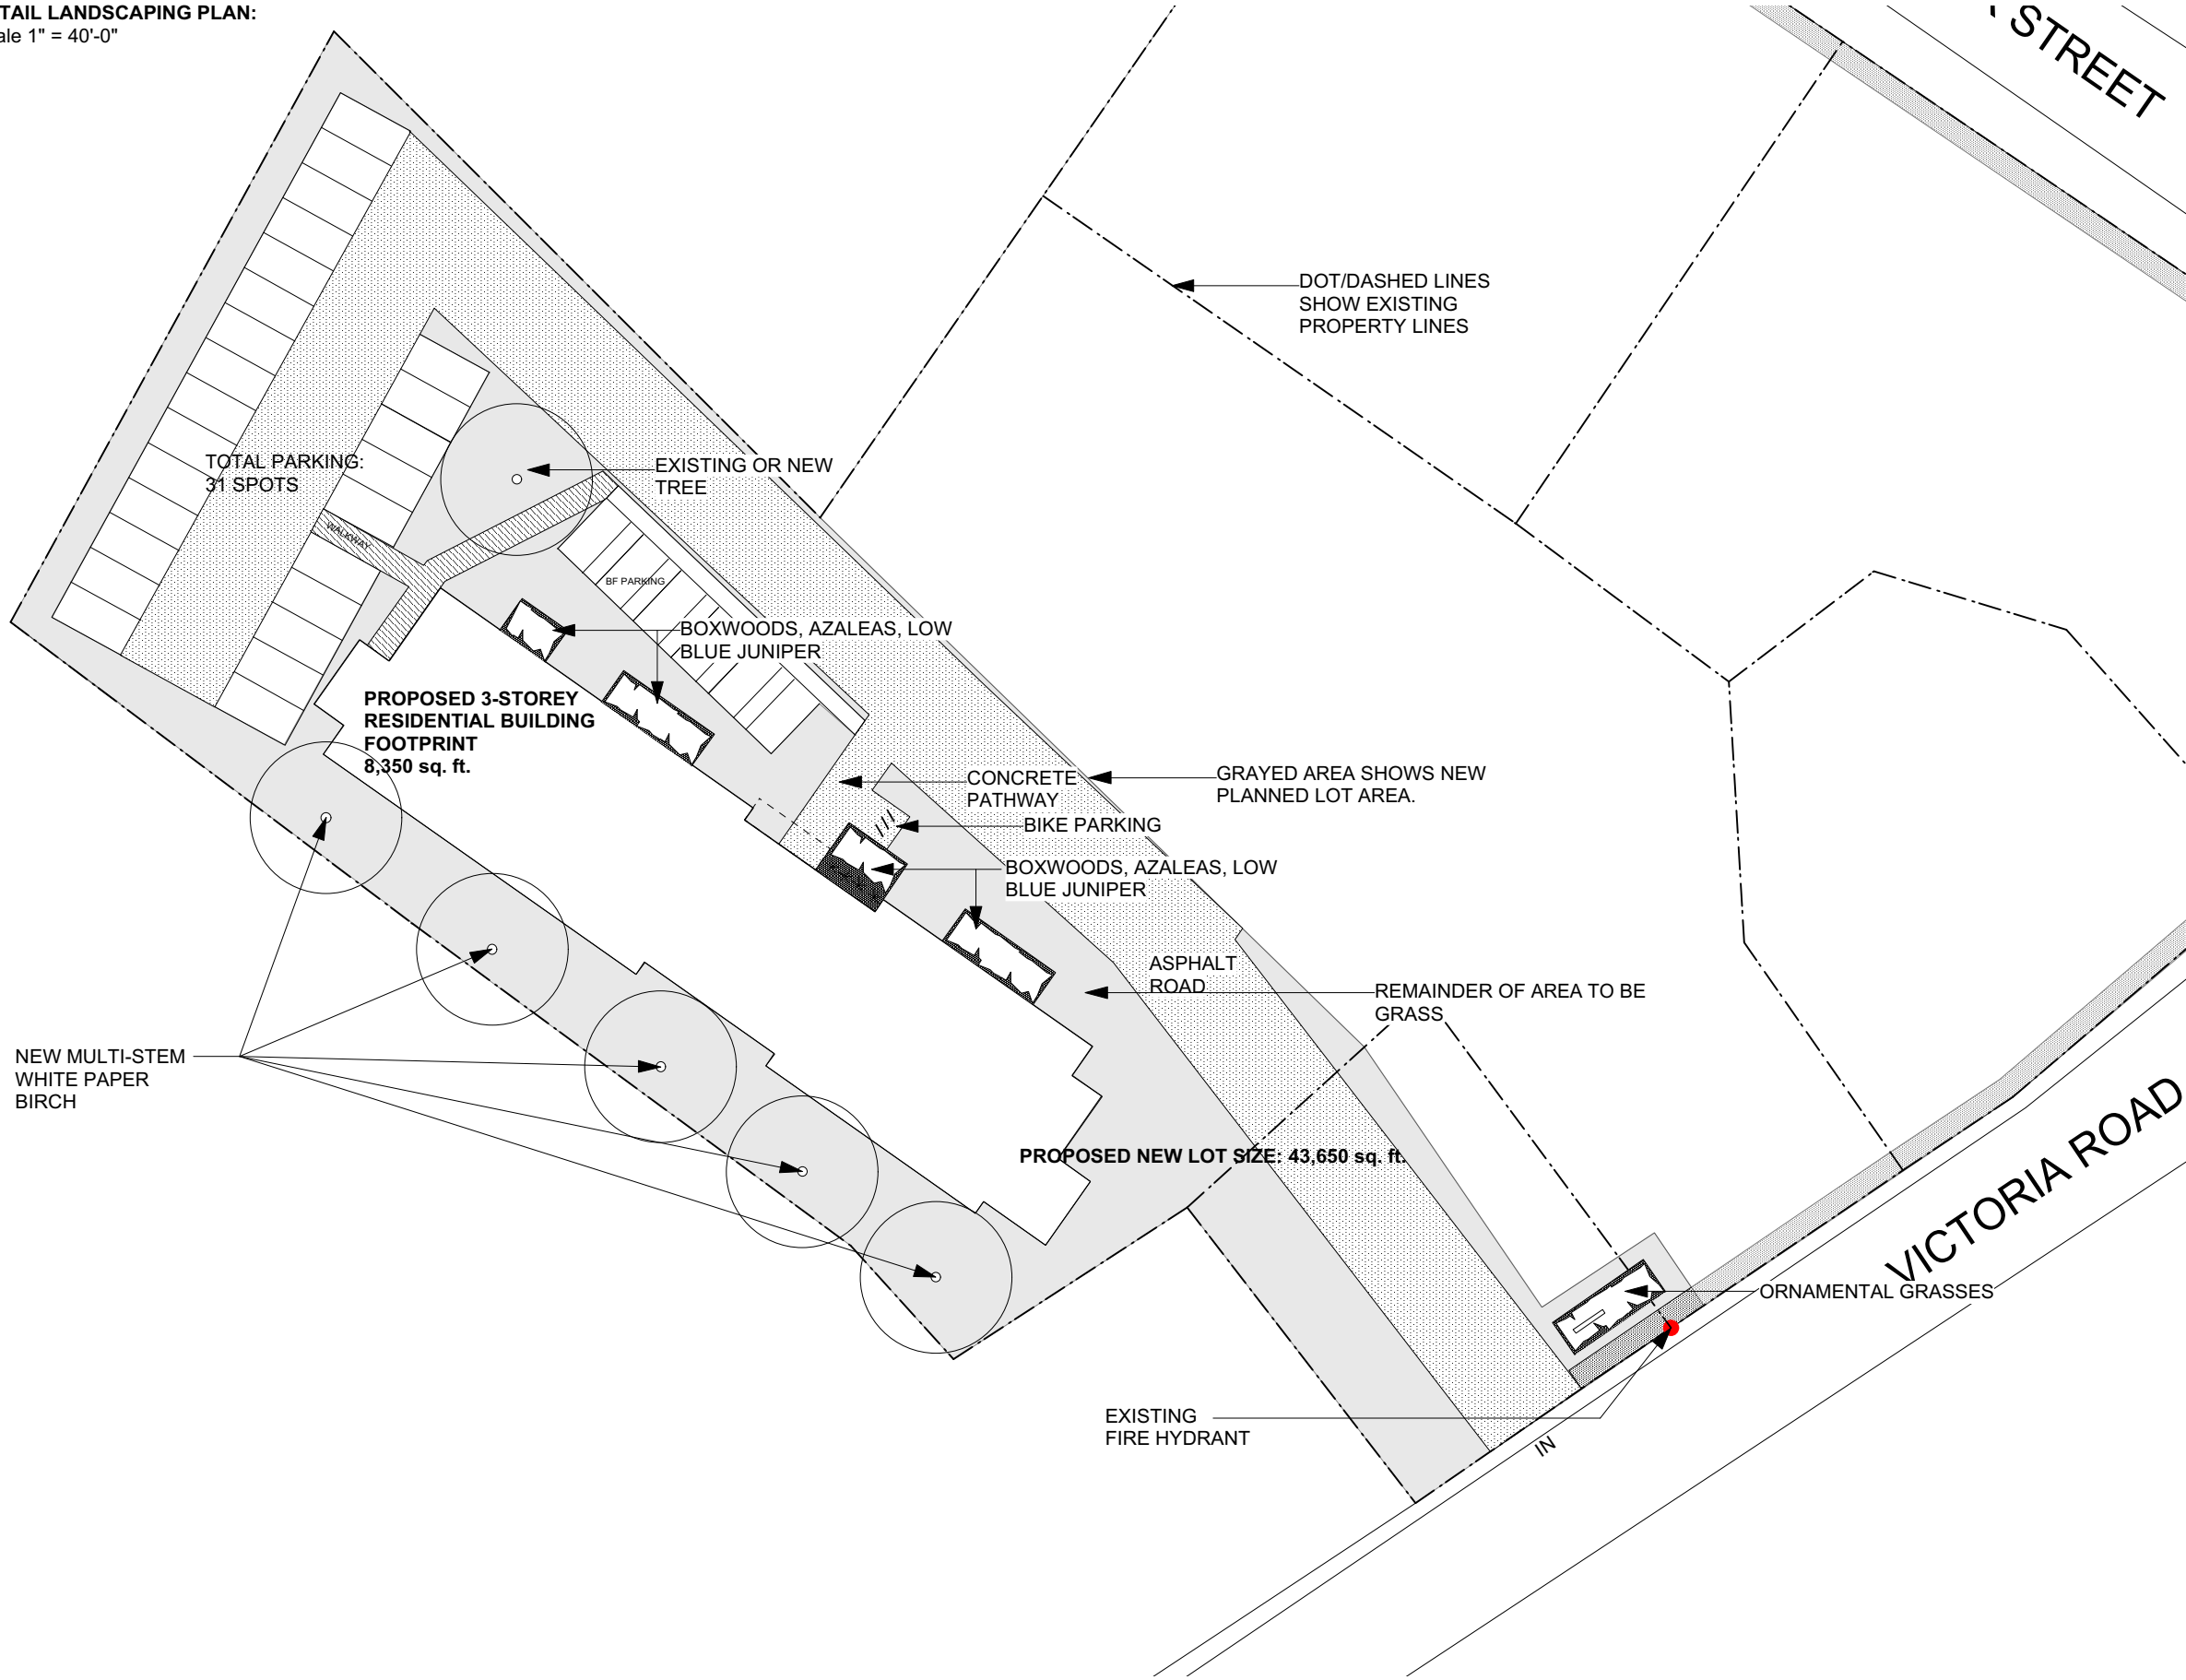 LANDSCAPING PLAN:
1" = 40'-0"
STREET
DOT/DASHED LINES
SHOW EXISTING
PROPERTY LINES
TOTAL PARKING:
31 SPOTS
EXISTING OR NEW
TREE
WALKWAY
BF PARKING
BOXWOODS, AZALEAS, LOW
BLUE JUNIPER
PROPOSED 3-STOREY
RESIDENTIAL BUILDING
FOOTPRINT
8,350 sq. ft.
CONCRETE
PATHWAY
GRAYED AREA SHOWS NEW
PLANNED LOT AREA.
BIKE PARKING
BOXWOODS, AZALEAS, LOW
BLUE JUNIPER
ASPHALT
ROAD
REMAINDER OF AREA TO BE
GRASS
NEW MULTI-STEM
WHITE PAPER
BIRCH
PROPOSED NEW LOT SIZE: 43,650 sq. ft.
VICTORIA ROAD
ORNAMENTAL GRASSES
EXISTING
FIRE HYDRANT
IN